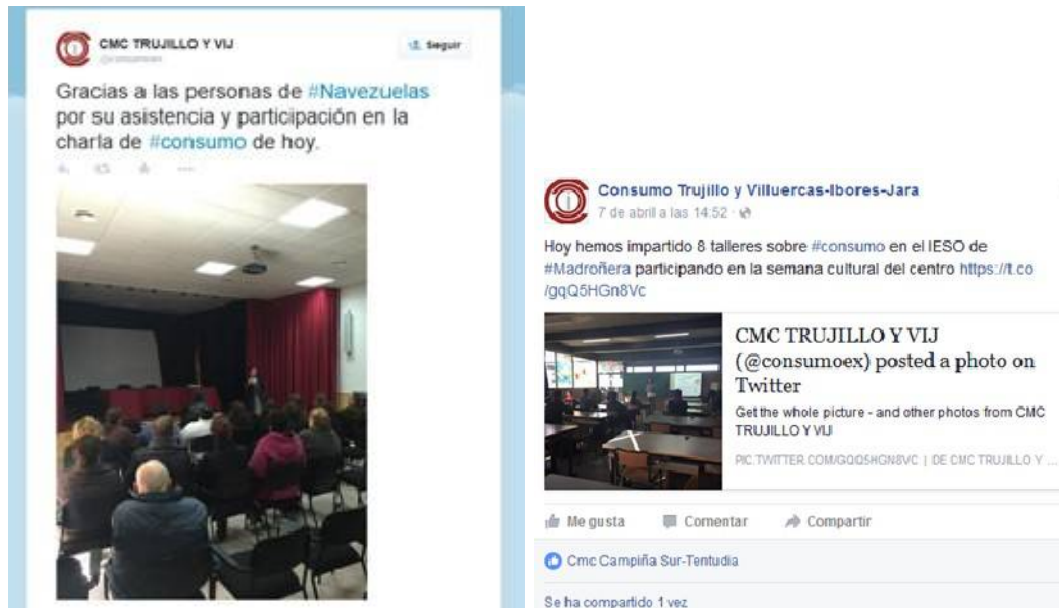 CMC TRUJILLO Y VIJ
@consumoex
Seguir
Gracias a las personas de #Navezuelas
por su asistencia y participación en la
charla de #consumo de hoy.
Consumo Trujillo y Villuercas-Ibores-Jara
7 de abril a las 14:52 ·
Hoy hemos impartido 8 talleres sobre #consumo en el IESO de
#Madroñera participando en la semana cultural del centro https://t.co
/gqQ5HGn8Vc
CMC TRUJILLO Y VIJ
(@consumoex) posted a photo on
Twitter
Get the whole picture - and other photos from CMC
TRUJILLO Y VIJ
PIC.TWITTER.COM/GQQ5HGN8VC | DE CMC TRUJILLO Y ...
Me gusta Comentar Compartir
Cmc Campiña Sur-Tentudia
Se ha compartido 1 vez